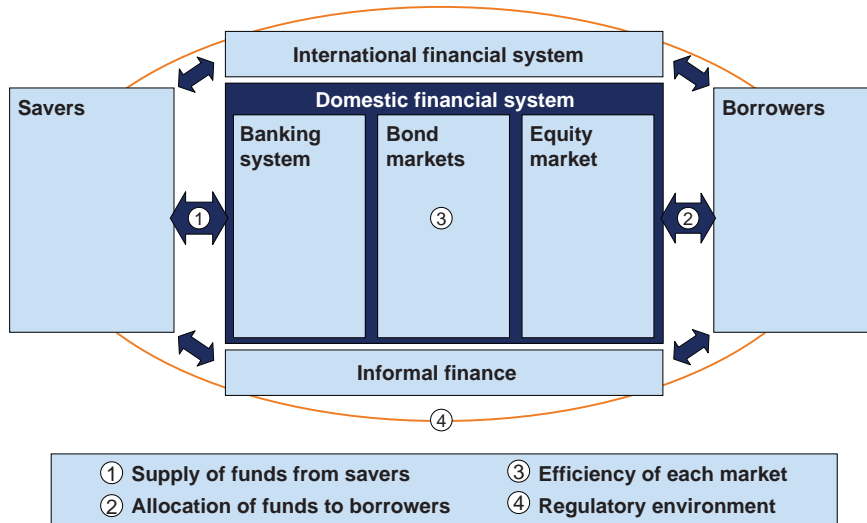 International financial system
Domestic financial system
Savers
Borrowers
Banking
system
Bond
markets
Equity
market
1
3
2
Informal finance
4
1 Supply of funds from savers
3 Efficiency of each market
2 Allocation of funds to borrowers
4 Regulatory environment